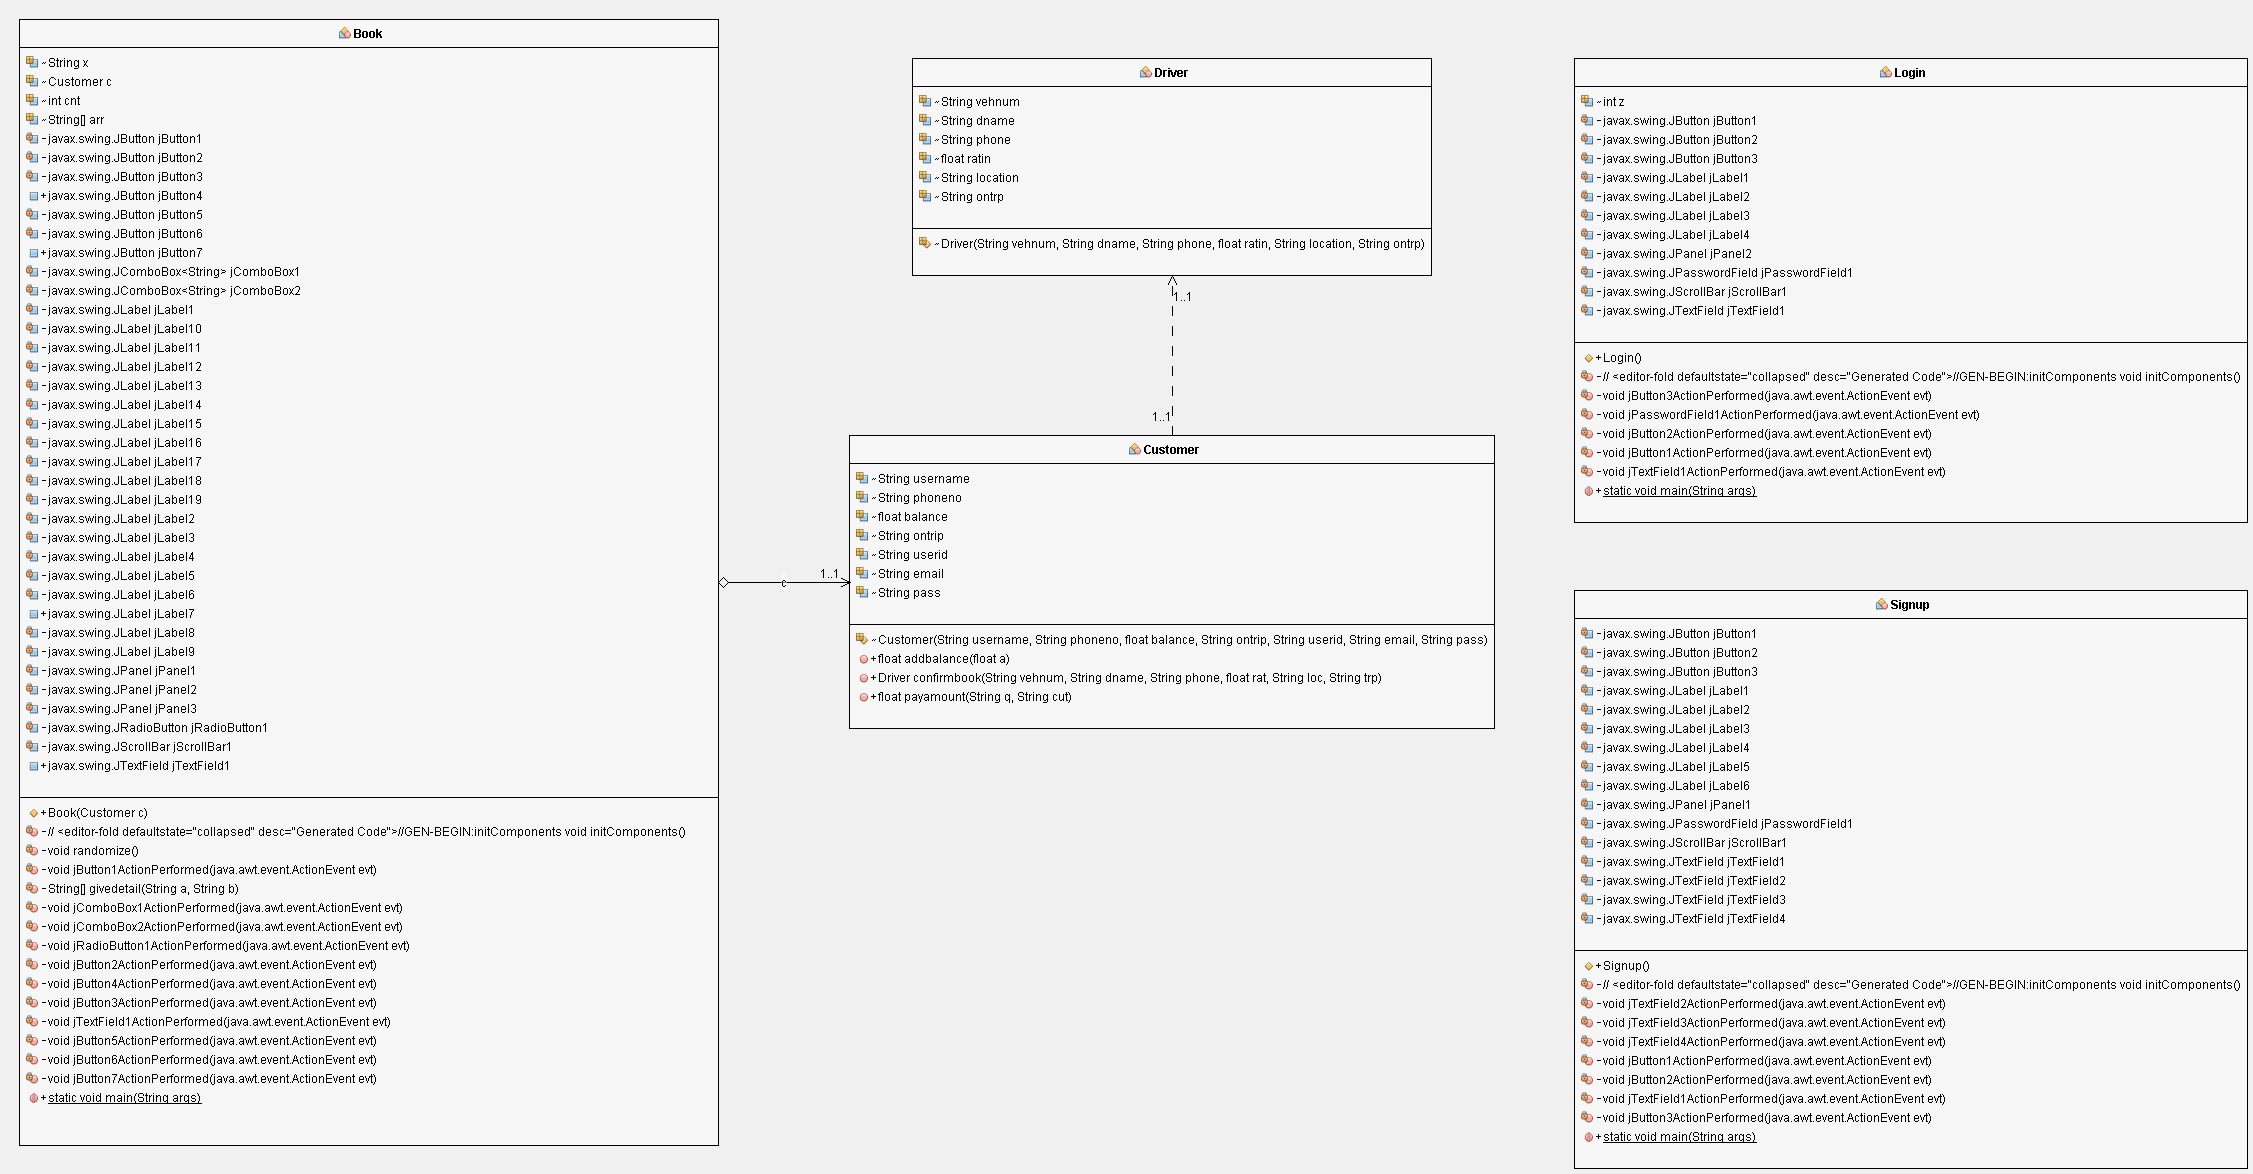 Book
~String x
~Customer c
~int cnt
~String[] arr
-javax.swing.JButton jButton1
-javax.swing.JButton jButton2
-javax.swing.JButton jButton3
+javax.swing.JButton jButton4
-javax.swing.JButton jButton5
-javax.swing.JButton jButton6
+javax.swing.JButton jButton7
-javax.swing.JComboBox<String> jComboBox1
-javax.swing.JComboBox<String> jComboBox2
-javax.swing.JLabel jLabel1
-javax.swing.JLabel jLabel10
-javax.swing.JLabel jLabel11
-javax.swing.JLabel jLabel12
-javax.swing.JLabel jLabel13
-javax.swing.JLabel jLabel14
-javax.swing.JLabel jLabel15
-javax.swing.JLabel jLabel16
-javax.swing.JLabel jLabel17
-javax.swing.JLabel jLabel18
-javax.swing.JLabel jLabel19
-javax.swing.JLabel jLabel2
-javax.swing.JLabel jLabel3
-javax.swing.JLabel jLabel4
-javax.swing.JLabel jLabel5
-javax.swing.JLabel jLabel6
+javax.swing.JLabel jLabel7
-javax.swing.JLabel jLabel8
-javax.swing.JLabel jLabel9
-javax.swing.JPanel jPanel1
-javax.swing.JPanel jPanel2
-javax.swing.JPanel jPanel3
-javax.swing.JRadioButton jRadioButton1
-javax.swing.JScrollBar jScrollBar1
+javax.swing.JTextField jTextField1
+Book(Customer c)
-// <editor-fold defaultstate="collapsed" desc="Generated Code">//GEN-BEGIN:initComponents void initComponents()
-void randomize()
-void jButton1ActionPerformed(java.awt.event.ActionEvent evt)
-String[] givedetail(String a, String b)
-void jComboBox1ActionPerformed(java.awt.event.ActionEvent evt)
-void jComboBox2ActionPerformed(java.awt.event.ActionEvent evt)
-void jRadioButton1ActionPerformed(java.awt.event.ActionEvent evt)
-void jButton2ActionPerformed(java.awt.event.ActionEvent evt)
-void jButton4ActionPerformed(java.awt.event.ActionEvent evt)
-void jButton3ActionPerformed(java.awt.event.ActionEvent evt)
-void jTextField1ActionPerformed(java.awt.event.ActionEvent evt)
-void jButton5ActionPerformed(java.awt.event.ActionEvent evt)
-void jButton6ActionPerformed(java.awt.event.ActionEvent evt)
-void jButton7ActionPerformed(java.awt.event.ActionEvent evt)
+static void main(String args)
c
1..1
Driver
~String vehnum
~String dname
~String phone
~float ratin
~String location
~String ontrp
~Driver(String vehnum, String dname, String phone, float ratin, String location, String ontrp)
1..1
1..1
Customer
~String username
~String phoneno
~float balance
~String ontrip
~String userid
~String email
~String pass
~Customer(String username, String phoneno, float balance, String ontrip, String userid, String email, String pass)
+float addbalance(float a)
+Driver confirmbook(String vehnum, String dname, String phone, float rat, String loc, String trp)
+float payamount(String q, String cut)
Login
~int z
-javax.swing.JButton jButton1
-javax.swing.JButton jButton2
-javax.swing.JButton jButton3
-javax.swing.JLabel jLabel1
-javax.swing.JLabel jLabel2
-javax.swing.JLabel jLabel3
-javax.swing.JLabel jLabel4
-javax.swing.JPanel jPanel2
-javax.swing.JPasswordField jPasswordField1
-javax.swing.JScrollBar jScrollBar1
-javax.swing.JTextField jTextField1
+Login()
-// <editor-fold defaultstate="collapsed" desc="Generated Code">//GEN-BEGIN:initComponents void initComponents()
-void jButton3ActionPerformed(java.awt.event.ActionEvent evt)
-void jPasswordField1ActionPerformed(java.awt.event.ActionEvent evt)
-void jButton2ActionPerformed(java.awt.event.ActionEvent evt)
-void jButton1ActionPerformed(java.awt.event.ActionEvent evt)
-void jTextField1ActionPerformed(java.awt.event.ActionEvent evt)
+static void main(String args)
Signup
-javax.swing.JButton jButton1
-javax.swing.JButton jButton2
-javax.swing.JButton jButton3
-javax.swing.JLabel jLabel1
-javax.swing.JLabel jLabel2
-javax.swing.JLabel jLabel3
-javax.swing.JLabel jLabel4
-javax.swing.JLabel jLabel5
-javax.swing.JLabel jLabel6
-javax.swing.JPanel jPanel1
-javax.swing.JPasswordField jPasswordField1
-javax.swing.JScrollBar jScrollBar1
-javax.swing.JTextField jTextField1
-javax.swing.JTextField jTextField2
-javax.swing.JTextField jTextField3
-javax.swing.JTextField jTextField4
+Signup()
-// <editor-fold defaultstate="collapsed" desc="Generated Code">//GEN-BEGIN:initComponents void initComponents()
-void jTextField2ActionPerformed(java.awt.event.ActionEvent evt)
-void jTextField3ActionPerformed(java.awt.event.ActionEvent evt)
-void jTextField4ActionPerformed(java.awt.event.ActionEvent evt)
-void jButton1ActionPerformed(java.awt.event.ActionEvent evt)
-void jButton2ActionPerformed(java.awt.event.ActionEvent evt)
-void jTextField1ActionPerformed(java.awt.event.ActionEvent evt)
-void jButton3ActionPerformed(java.awt.event.ActionEvent evt)
+static void main(String args)